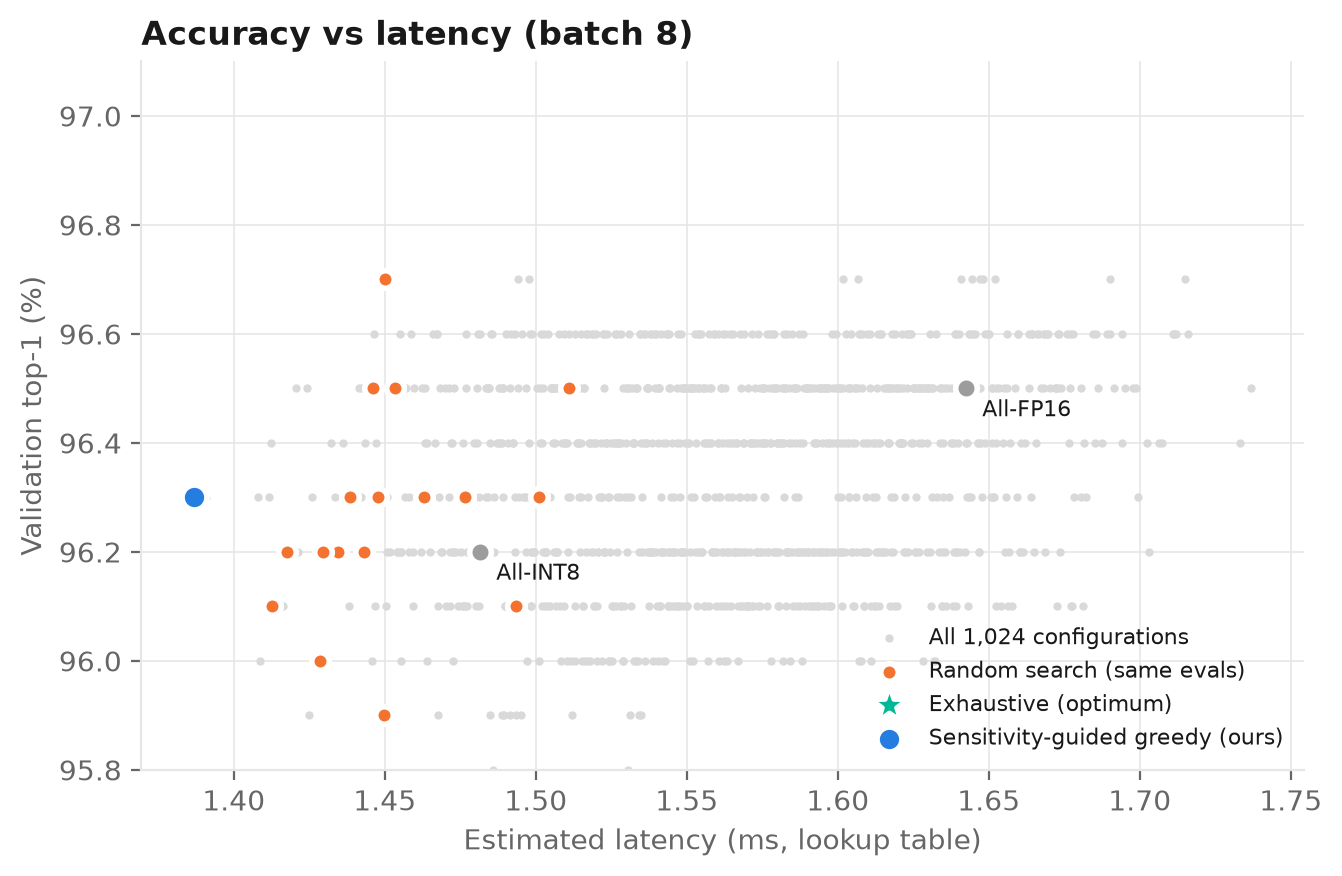 Accuracy vs latency (batch 8)
Validation top-1 (%)
97.0
96.8
96.6
96.4
96.2
96.0
95.8
All-FP16
All-INT8
All 1,024 configurations
Random search (same evals)
Exhaustive (optimum)
Sensitivity-guided greedy (ours)
1.40 1.45 1.50 1.55 1.60 1.65 1.70 1.75
Estimated latency (ms, lookup table)